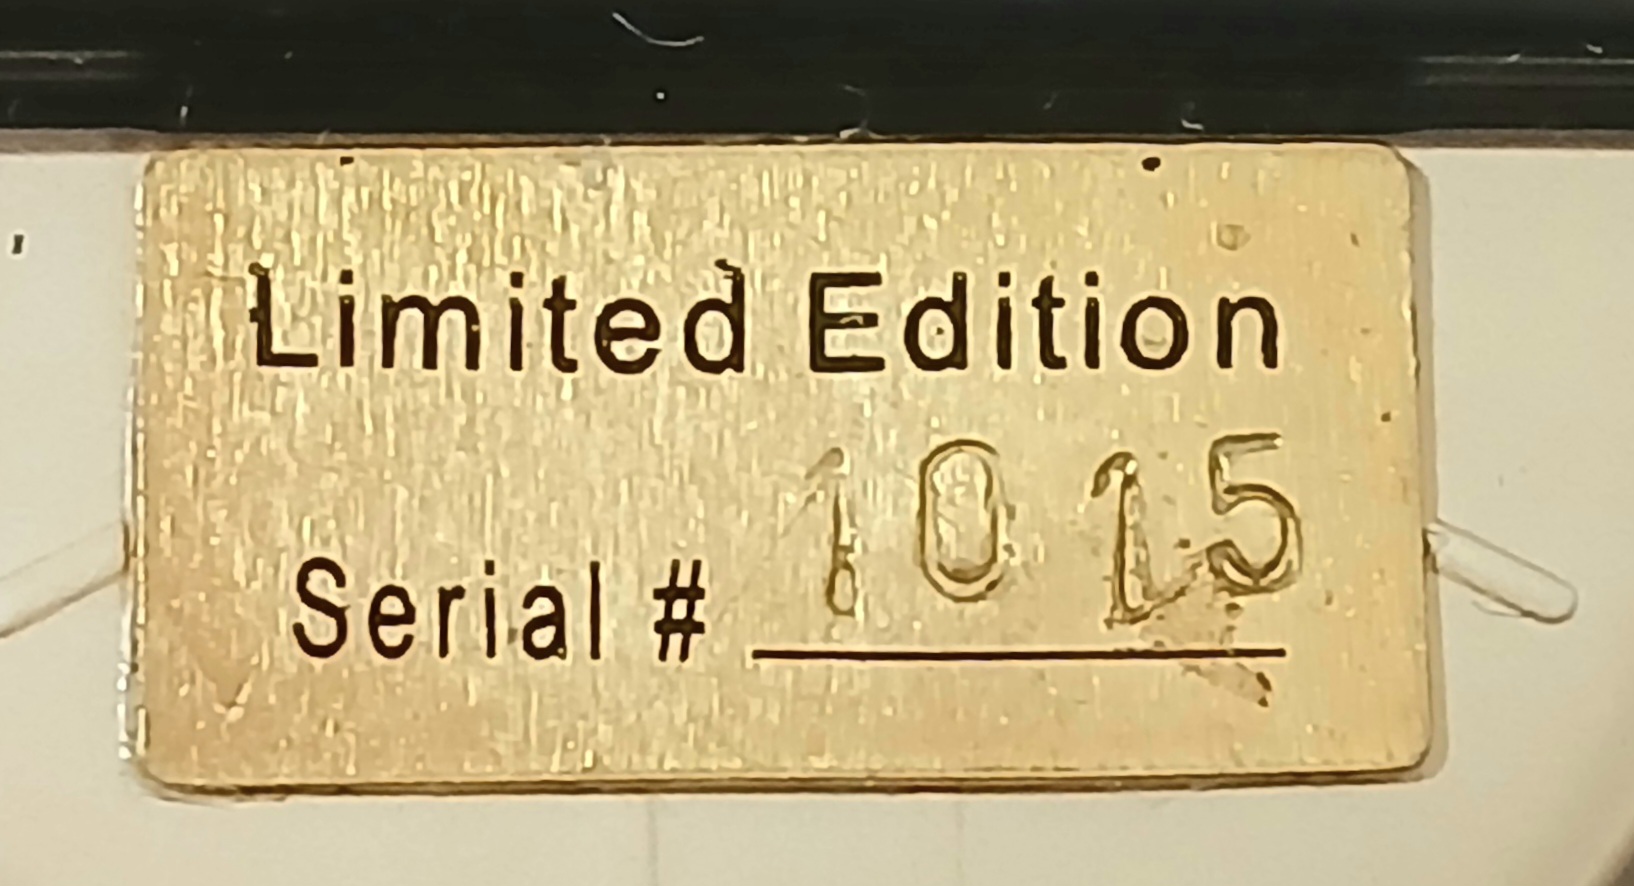 Limited Edition
Serial # 1015